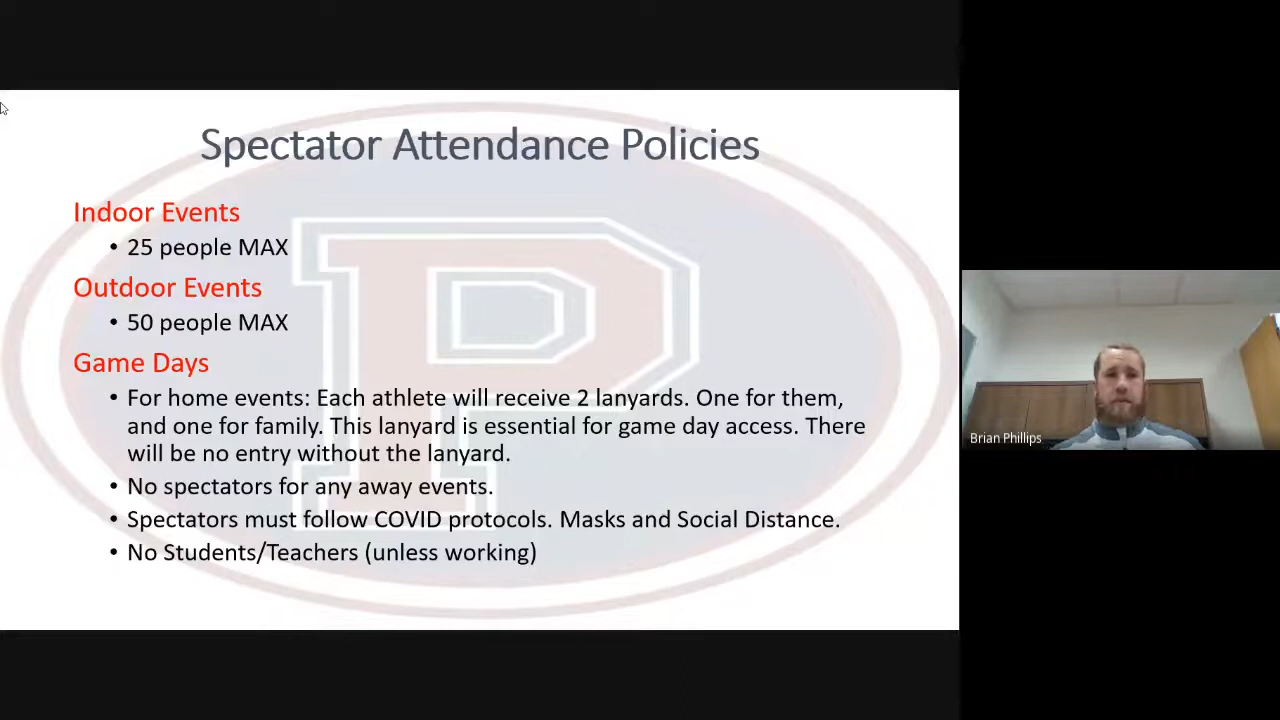 Spectator Attendance Policies
Indoor Events
• 25 people MAX
Outdoor Events
• 50 people MAX
Game Days
• For home events: Each athlete will receive 2 lanyards. One for them,
and one for family. This lanyard is essential for game day access. There
will be no entry without the lanyard.
• No spectators for any away events.
• Spectators must follow COVID protocols. Masks and Social Distance.
• No Students/Teachers (unless working)
P
Brian Phillips